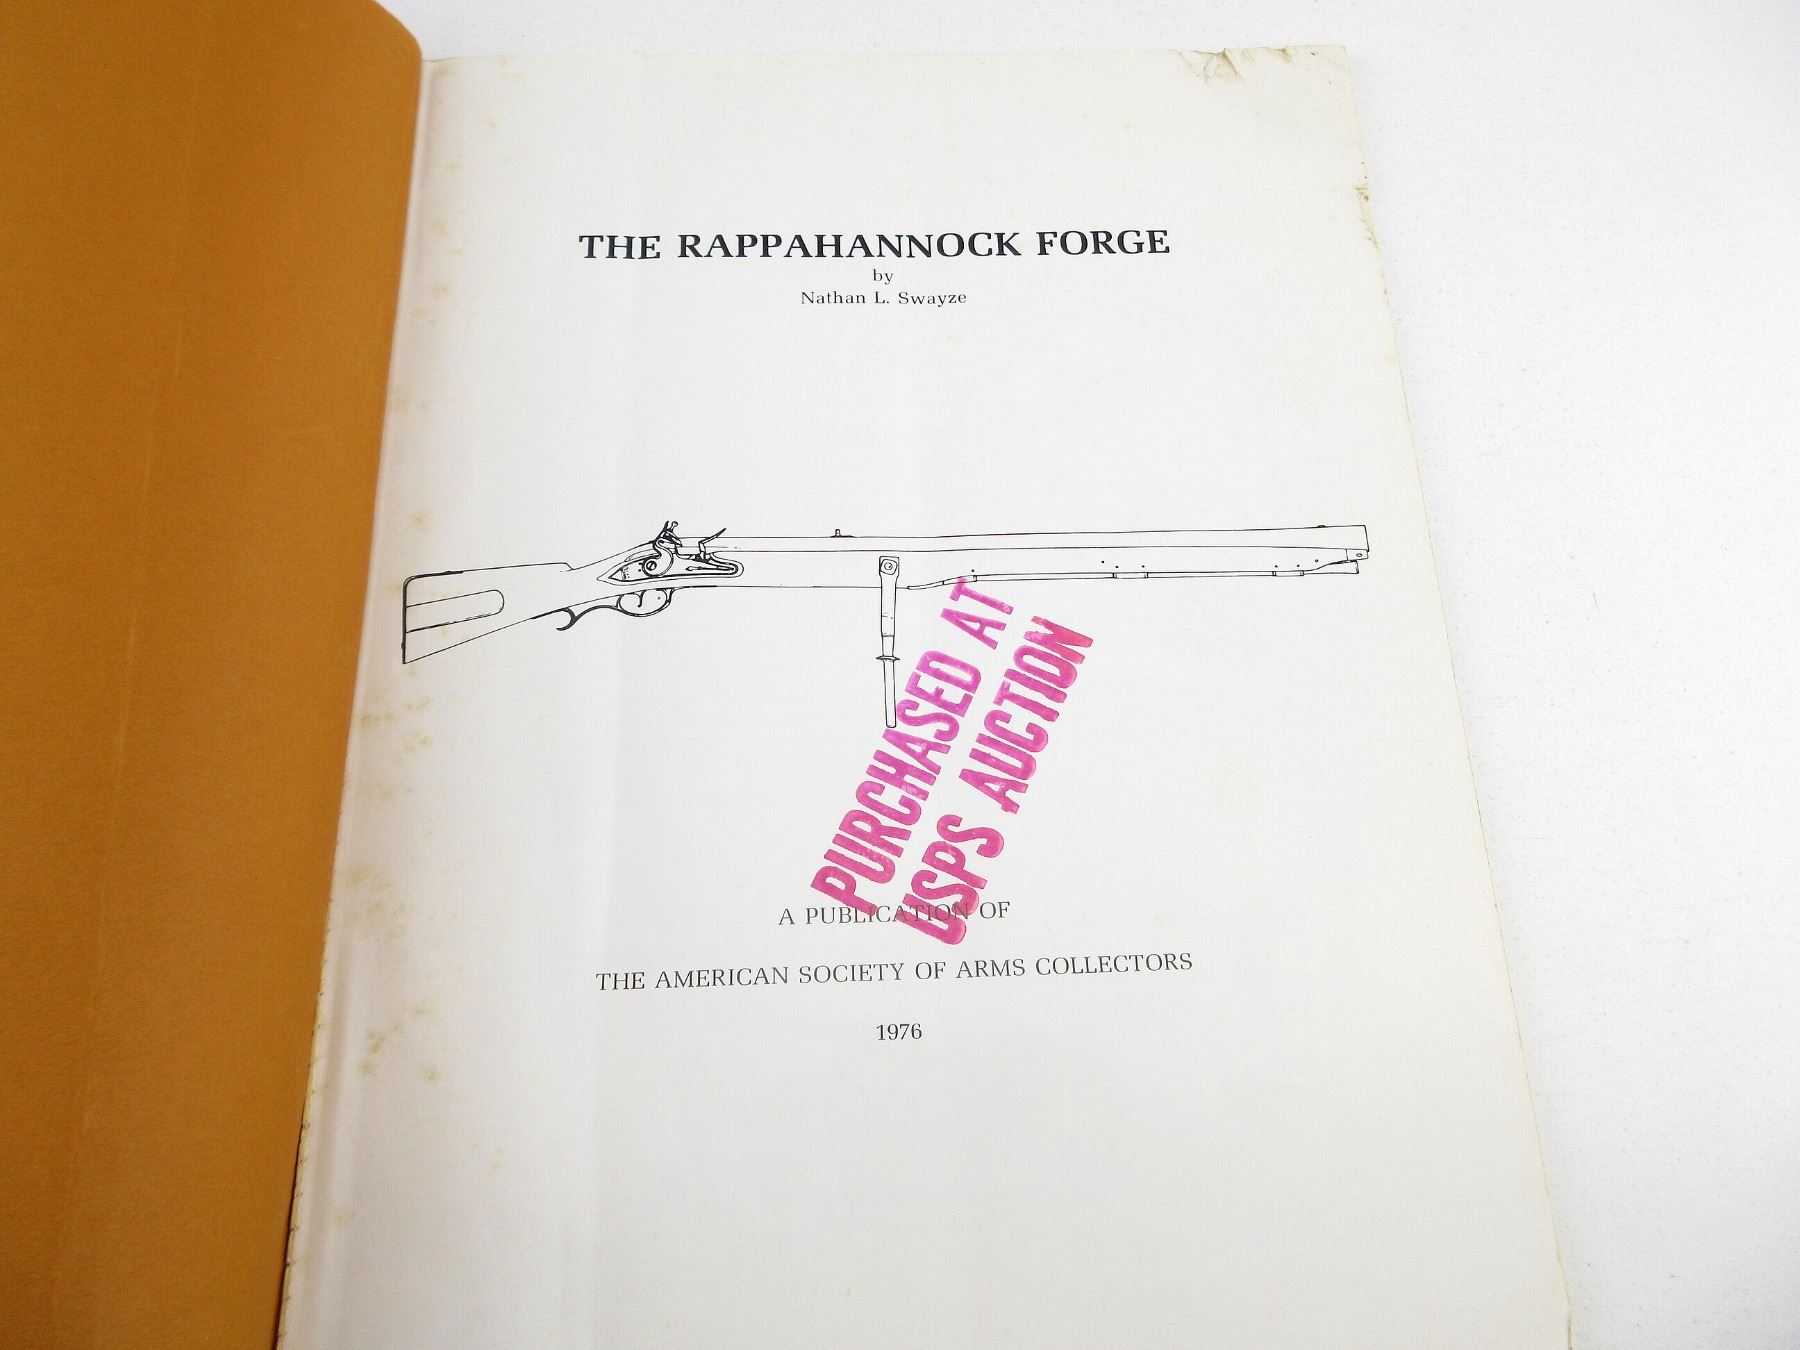 THE RAPPAHANNOCK FORGE
by
Nathan L. Swayze
PURCHASED AT
USPS AUCTION
A PUBLICATION OF
THE AMERICAN SOCIETY OF ARMS COLLECTORS
1976